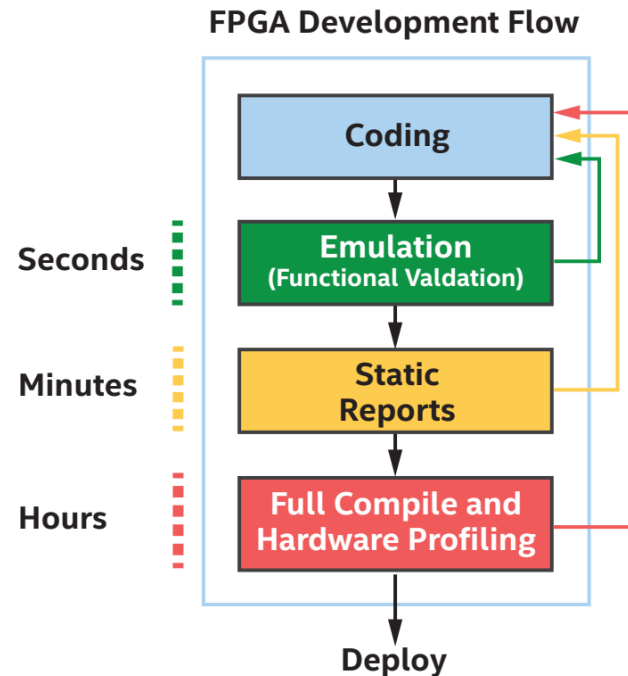 FPGA Development Flow
Coding
Seconds
Emulation
(Functional Valdation)
Minutes
Static
Reports
Hours
Full Compile and
Hardware Profiling
Deploy